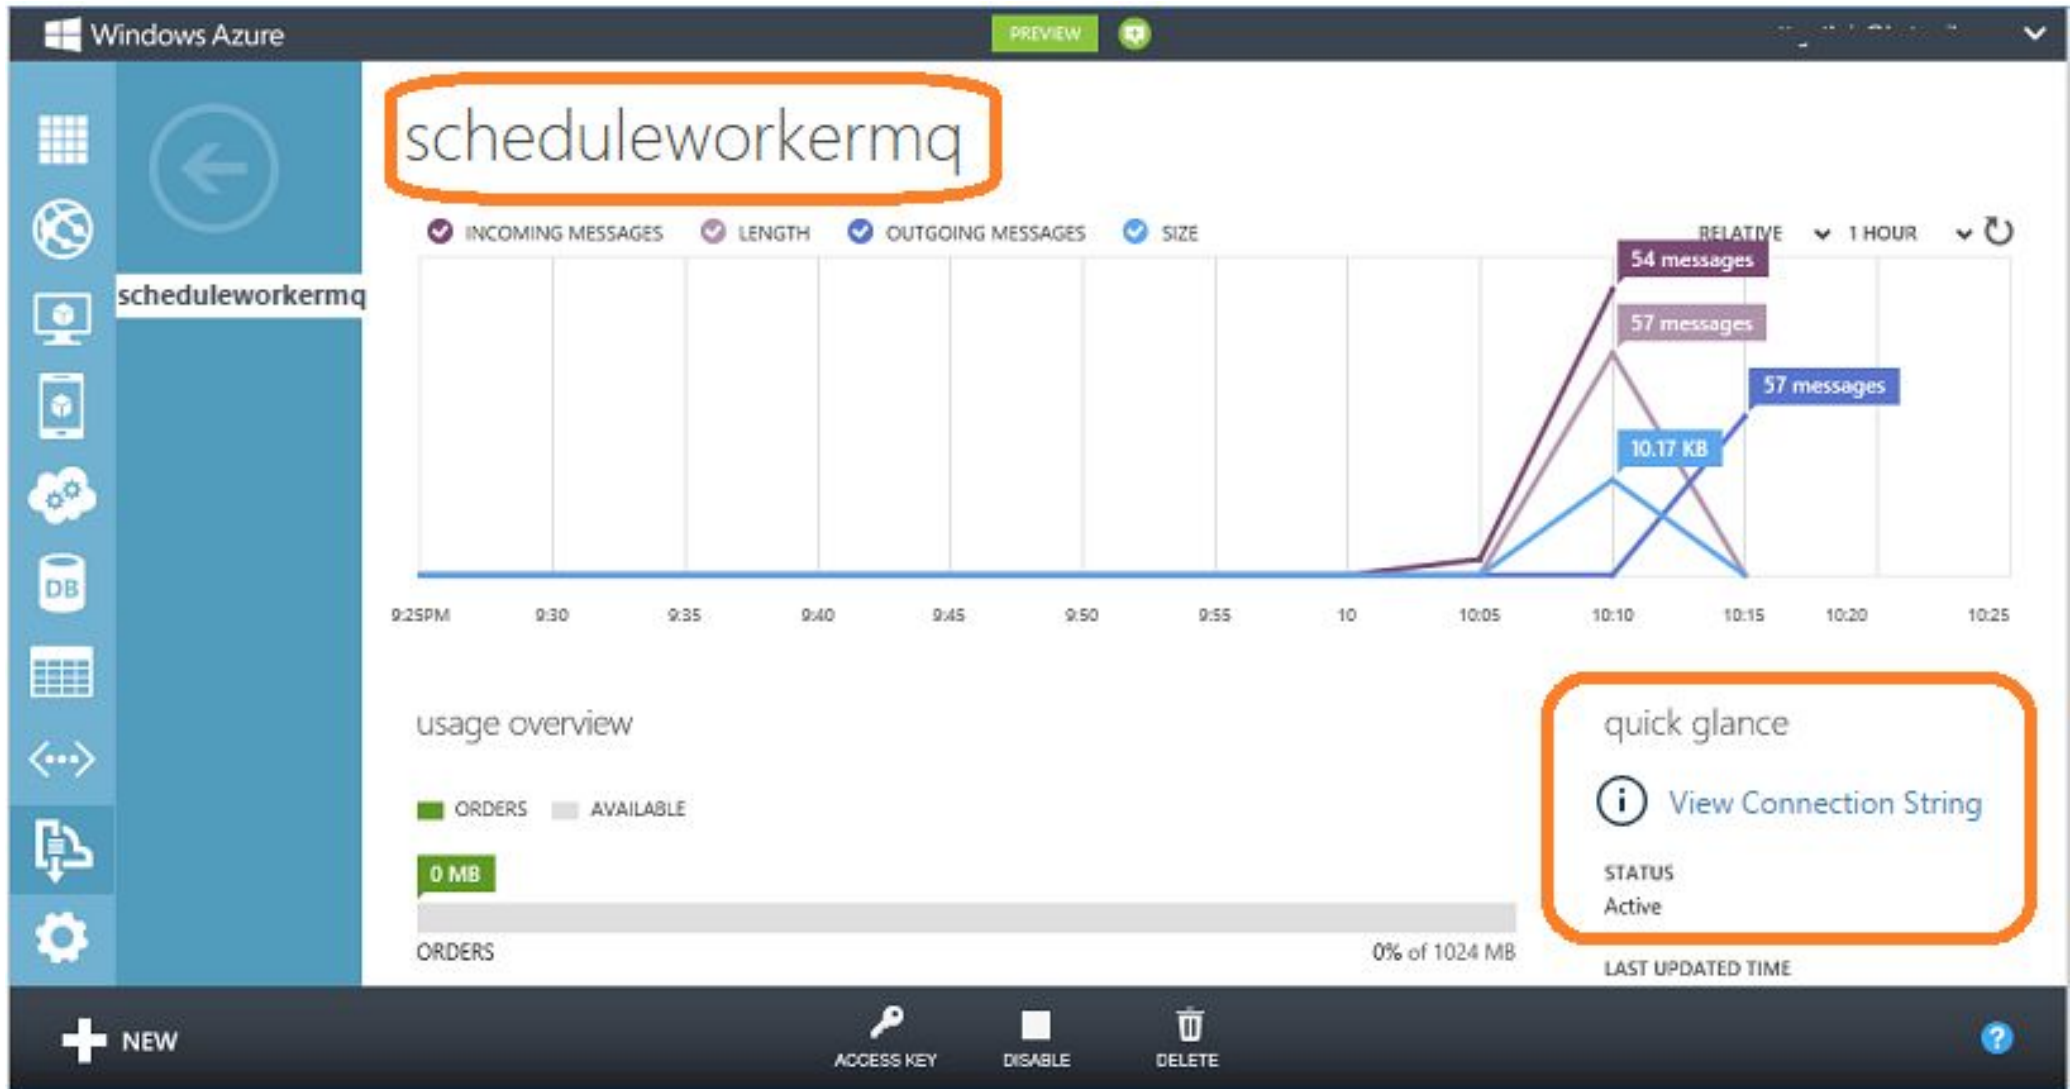 Windows Azure
PREVIEW
scheduleworkermq
scheduleworkermq
INCOMING MESSAGES LENGTH OUTGOING MESSAGES SIZE
RELATIVE 1 HOUR
54 messages
57 messages
57 messages
10.17 KB
9:25PM 9:30 9:35 9:40 9:45 9:50 9:55 10 10:05 10:10 10:15 10:20 10:25
usage overview
ORDERS AVAILABLE
0 MB
ORDERS 0% of 1024 MB
quick glance
i View Connection String
STATUS
Active
LAST UPDATED TIME
DB
NEW
ACCESS KEY DISABLE DELETE
?